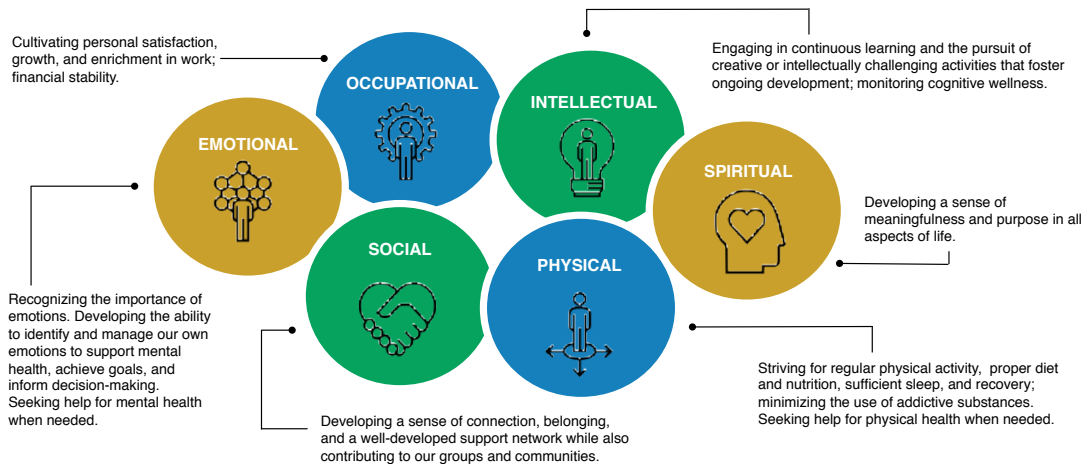 Cultivating personal satisfaction,
growth, and enrichment in work;
financial stability.
OCCUPATIONAL
Engaging in continuous learning and the pursuit of
creative or intellectually challenging activities that foster
ongoing development; monitoring cognitive wellness.
INTELLECTUAL
EMOTIONAL
SPIRITUAL
Developing a sense of
meaningfulness and purpose in all
aspects of life.
SOCIAL
PHYSICAL
Recognizing the importance of
emotions. Developing the ability
to identify and manage our own
emotions to support mental
health, achieve goals, and
inform decision-making.
Seeking help for mental health
when needed.
Striving for regular physical activity, proper diet
and nutrition, sufficient sleep, and recovery;
minimizing the use of addictive substances.
Seeking help for physical health when needed.
Developing a sense of connection, belonging,
and a well-developed support network while also
contributing to our groups and communities.